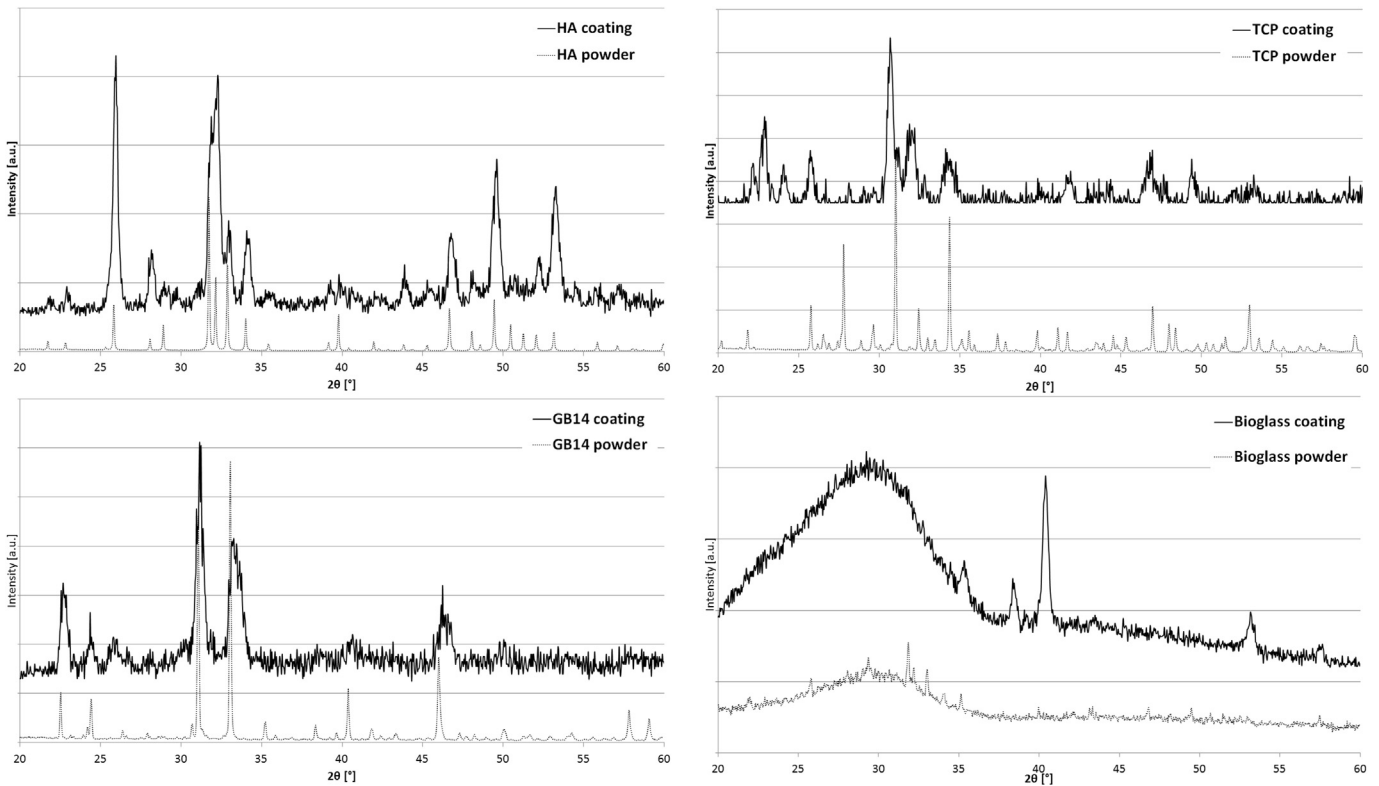 HA coating
HA powder
Intensity [a.u.]
20 25 30 35 40 45 50 55 60
2θ [°]
TCP coating
TCP powder
Intensity [a.u.]
20 25 30 35 40 45 50 55 60
2θ [°]
GB14 coating
GB14 powder
Intensity [a.u.]
20 25 30 35 40 45 50 55 60
2θ [°]
Bioglass coating
Bioglass powder
Intensity [a.u.]
20 25 30 35 40 45 50 55 60
2θ [°]